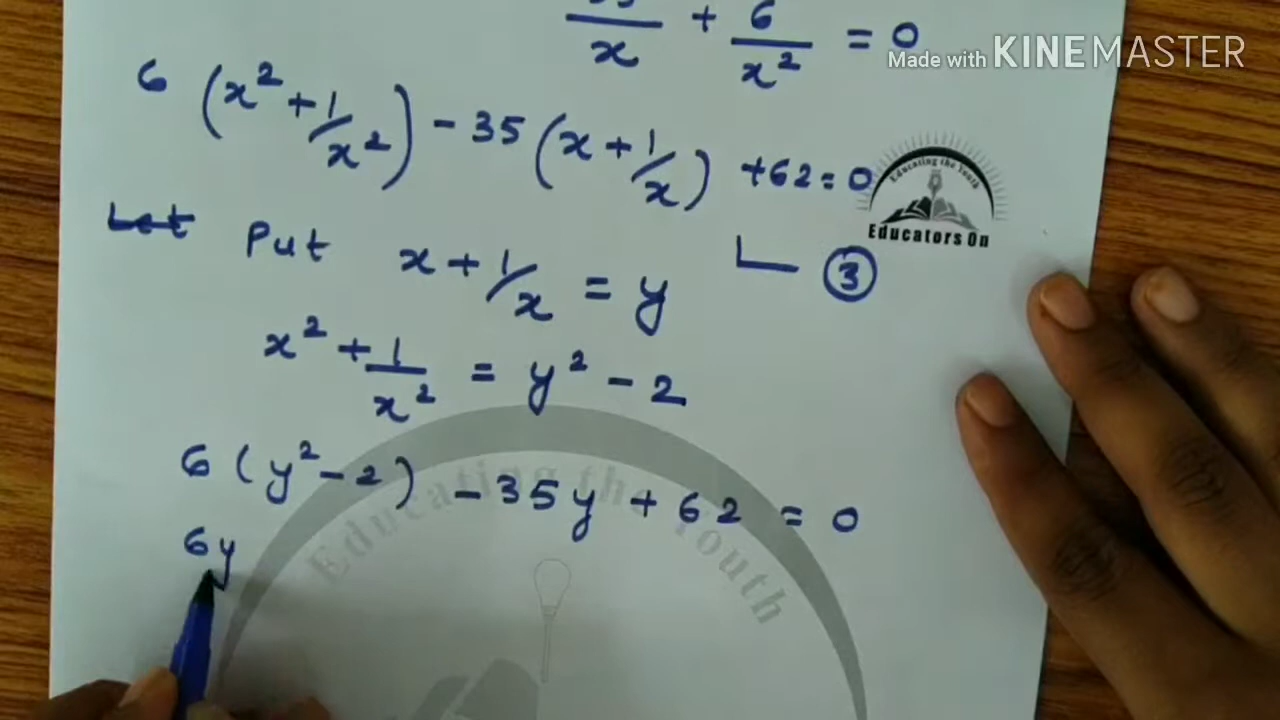 /x + 6/x² = 0
Made with KINEMASTER
6 (x² + 1/x²) - 35 (x + 1/x) + 62 = 0
Educating the Youth
Educators On
Let Put x + 1/x = y
3
x² + 1/x² = y² - 2
6 (y² - 2) - 35y + 62 = 0
Educating the Youth
6y